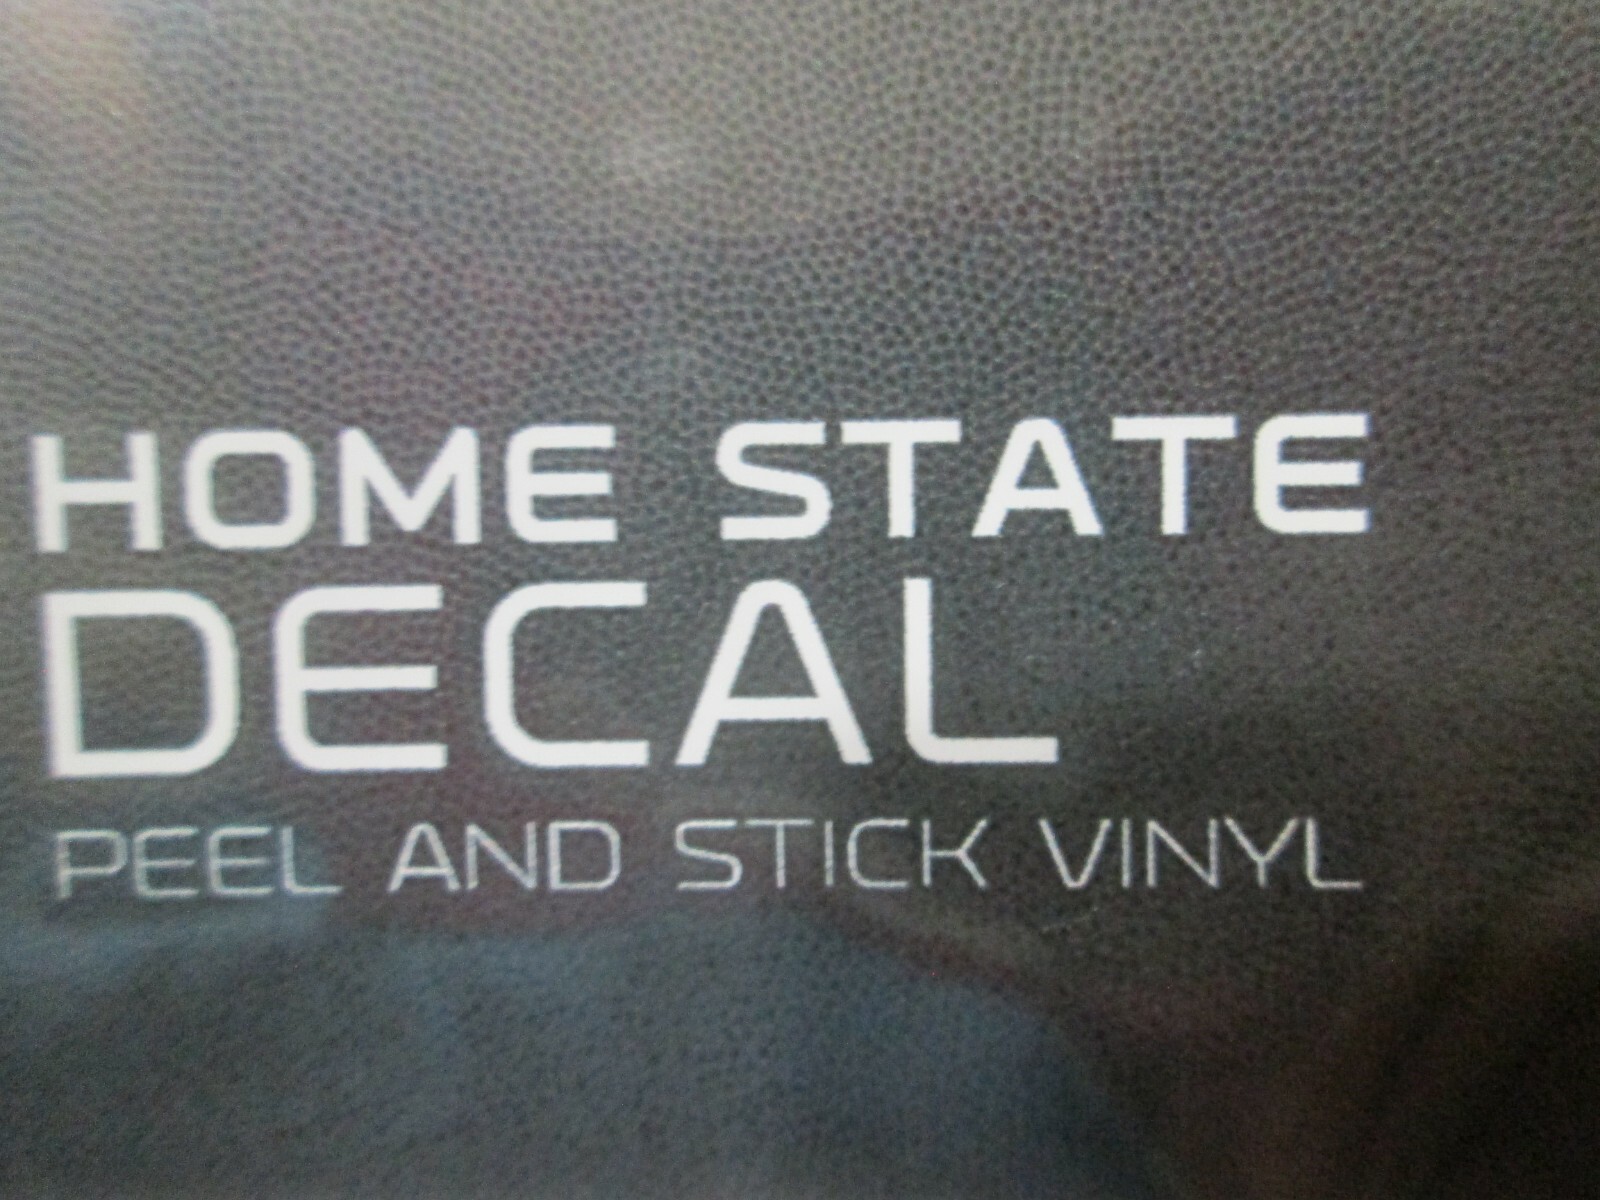 HOME STATE
DECAL
PEEL AND STICK VINYL